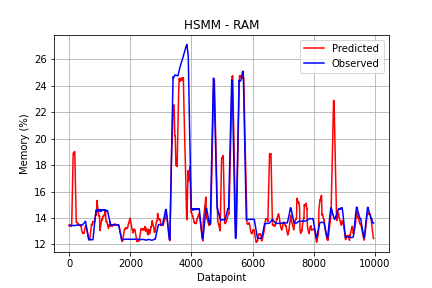 HSMM - RAM
Predicted
Observed
26
24
22
20
18
16
14
12
Memory (%)
0
2000
4000
6000
8000
10000
Datapoint